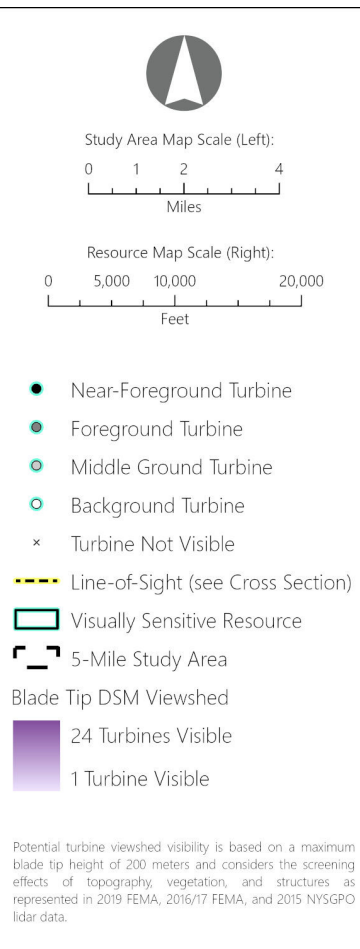 Study Area Map Scale (Left):
0 1 2 4
Miles
Resource Map Scale (Right):
0 5,000 10,000 20,000
Feet
Near-Foreground Turbine
Foreground Turbine
Middle Ground Turbine
Background Turbine
Turbine Not Visible
Line-of-Sight (see Cross Section)
Visually Sensitive Resource
5-Mile Study Area
Blade Tip DSM Viewshed
24 Turbines Visible
1 Turbine Visible
Potential turbine viewshed visibility is based on a maximum
blade tip height of 200 meters and considers the screening
effects of topography, vegetation, and structures as
represented in 2019 FEMA, 2016/17 FEMA, and 2015 NYSGPO
lidar data.